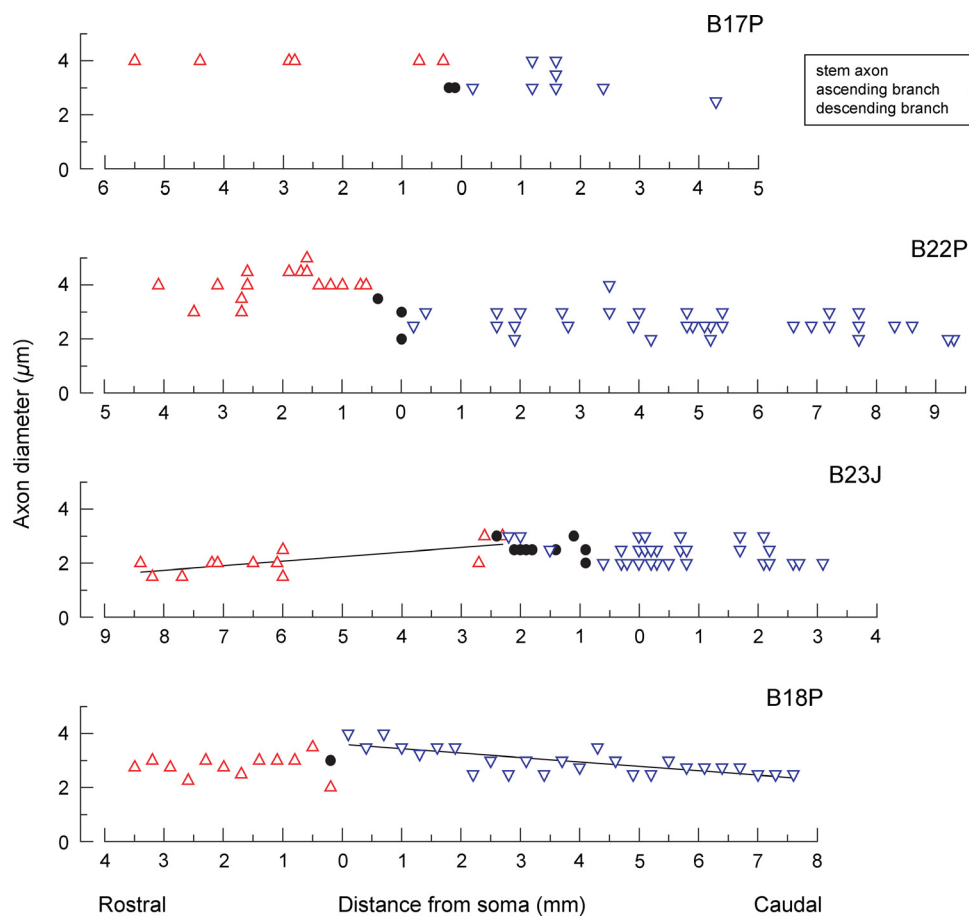 B17P
stem axon
ascending branch
descending branch
4
2
0
6 5 4 3 2 1 0 1 2 3 4 5
B22P
4
2
0
5 4 3 2 1 0 1 2 3 4 5 6 7 8 9
Axon diameter (µm)
B23J
4
2
0
9 8 7 6 5 4 3 2 1 0 1 2 3 4
B18P
4
2
0
4 3 2 1 0 1 2 3 4 5 6 7 8
Rostral Distance from soma (mm) Caudal